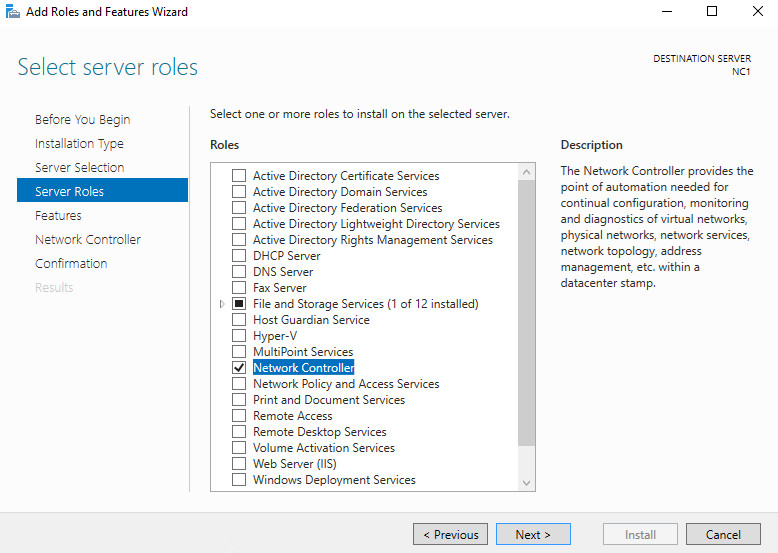 Add Roles and Features Wizard
Select server roles
DESTINATION SERVER
NC1
Before You Begin
Installation Type
Server Selection
Server Roles
Features
Network Controller
Confirmation
Results
Select one or more roles to install on the selected server.
Roles
Active Directory Certificate Services
Active Directory Domain Services
Active Directory Federation Services
Active Directory Lightweight Directory Services
Active Directory Rights Management Services
DHCP Server
DNS Server
Fax Server
File and Storage Services (1 of 12 installed)
Host Guardian Service
Hyper-V
MultiPoint Services
Network Controller
Network Policy and Access Services
Print and Document Services
Remote Access
Remote Desktop Services
Volume Activation Services
Web Server (IIS)
Windows Deployment Services
Description
The Network Controller provides the
point of automation needed for
continual configuration, monitoring
and diagnostics of virtual networks,
physical networks, network services,
network topology, address
management, etc. within a
datacenter stamp.
< Previous
Next >
Install
Cancel